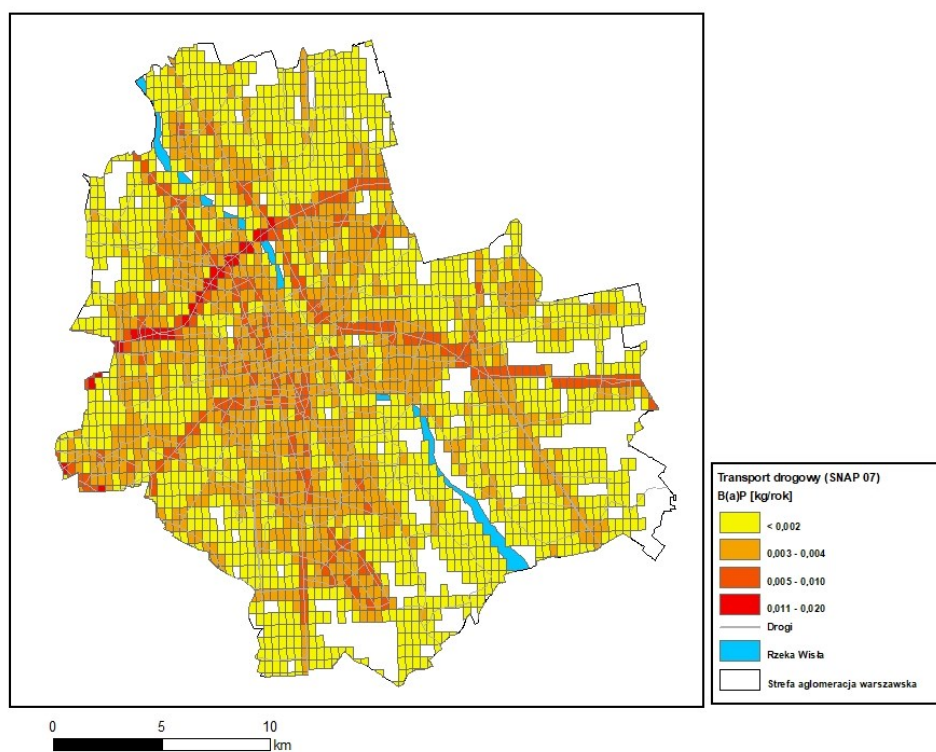 Transport drogowy (SNAP 07)
B(a)P [kg/rok]
< 0,002
0,003 - 0,004
0,005 - 0,010
0,011 - 0,020
Drogi
Rzeka Wisła
Strefa aglomeracja warszawska
0 5 10
km